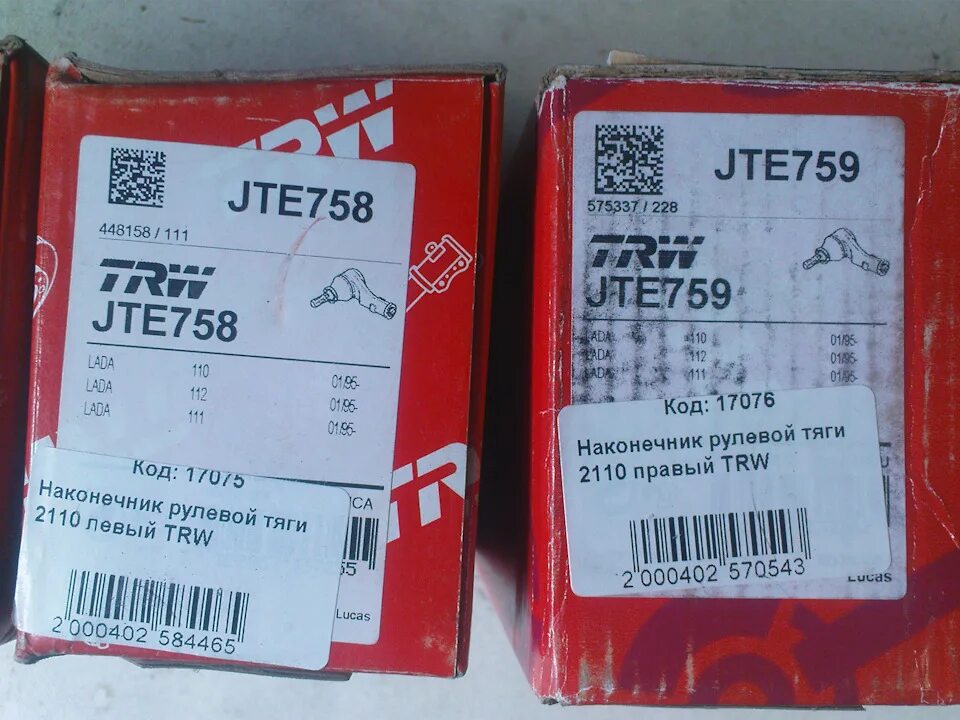 TRW
JTE758
448158 / 111
TRW
JTE758
LADA 110 01/95-
LADA 112 01/95-
LADA 111 01/95-
Код: 17075
Наконечник рулевой тяги
2110 левый TRW
2 000402 584465
Lucas
TR
JTE759
575337 / 228
TRW
JTE759
LADA 110 01/95-
LADA 112 01/95-
LADA 111 01/95-
Код: 17076
Наконечник рулевой тяги
2110 правый TRW
2 000402 570543
Lucas